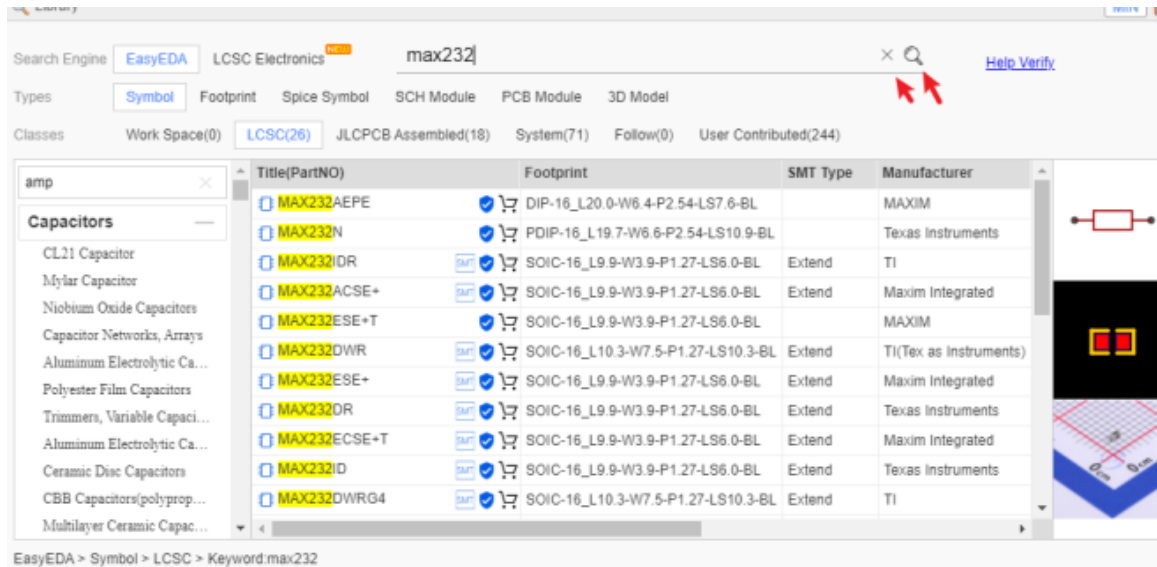 Library MIN
Search Engine EasyEDA LCSC Electronics NEW max232 Help Verify
Types Symbol Footprint Spice Symbol SCH Module PCB Module 3D Model
Classes Work Space(0) LCSC(26) JLCPCB Assembled(18) System(71) Follow(0) User Contributed(244)
amp
Capacitors
CL21 Capacitor
Mylar Capacitor
Niobium Oxide Capacitors
Capacitor Networks, Arrays
Aluminum Electrolytic Ca...
Polyester Film Capacitors
Trimmers, Variable Capaci...
Aluminum Electrolytic Ca...
Ceramic Disc Capacitors
CBB Capacitors(polyprop...
Multilayer Ceramic Capac...
Title(PartNO) Footprint SMT Type Manufacturer
MAX232AEPE DIP-16_L20.0-W6.4-P2.54-LS7.6-BL MAXIM
MAX232N PDIP-16_L19.7-W6.6-P2.54-LS10.9-BL Texas Instruments
MAX232IDR SMT SOIC-16_L9.9-W3.9-P1.27-LS6.0-BL Extend TI
MAX232ACSE+ SMT SOIC-16_L9.9-W3.9-P1.27-LS6.0-BL Extend Maxim Integrated
MAX232ESE+T SOIC-16_L9.9-W3.9-P1.27-LS6.0-BL MAXIM
MAX232DWR SMT SOIC-16_L10.3-W7.5-P1.27-LS10.3-BL Extend TI(Tex as Instruments)
MAX232ESE+ SMT SOIC-16_L9.9-W3.9-P1.27-LS6.0-BL Extend Maxim Integrated
MAX232DR SMT SOIC-16_L9.9-W3.9-P1.27-LS6.0-BL Extend Texas Instruments
MAX232ECSE+T SMT SOIC-16_L9.9-W3.9-P1.27-LS6.0-BL Extend Maxim Integrated
MAX232ID SMT SOIC-16_L9.9-W3.9-P1.27-LS6.0-BL Extend Texas Instruments
MAX232DWRG4 SMT SOIC-16_L10.3-W7.5-P1.27-LS10.3-BL Extend TI
0cm 0cm
EasyEDA > Symbol > LCSC > Keyword:max232